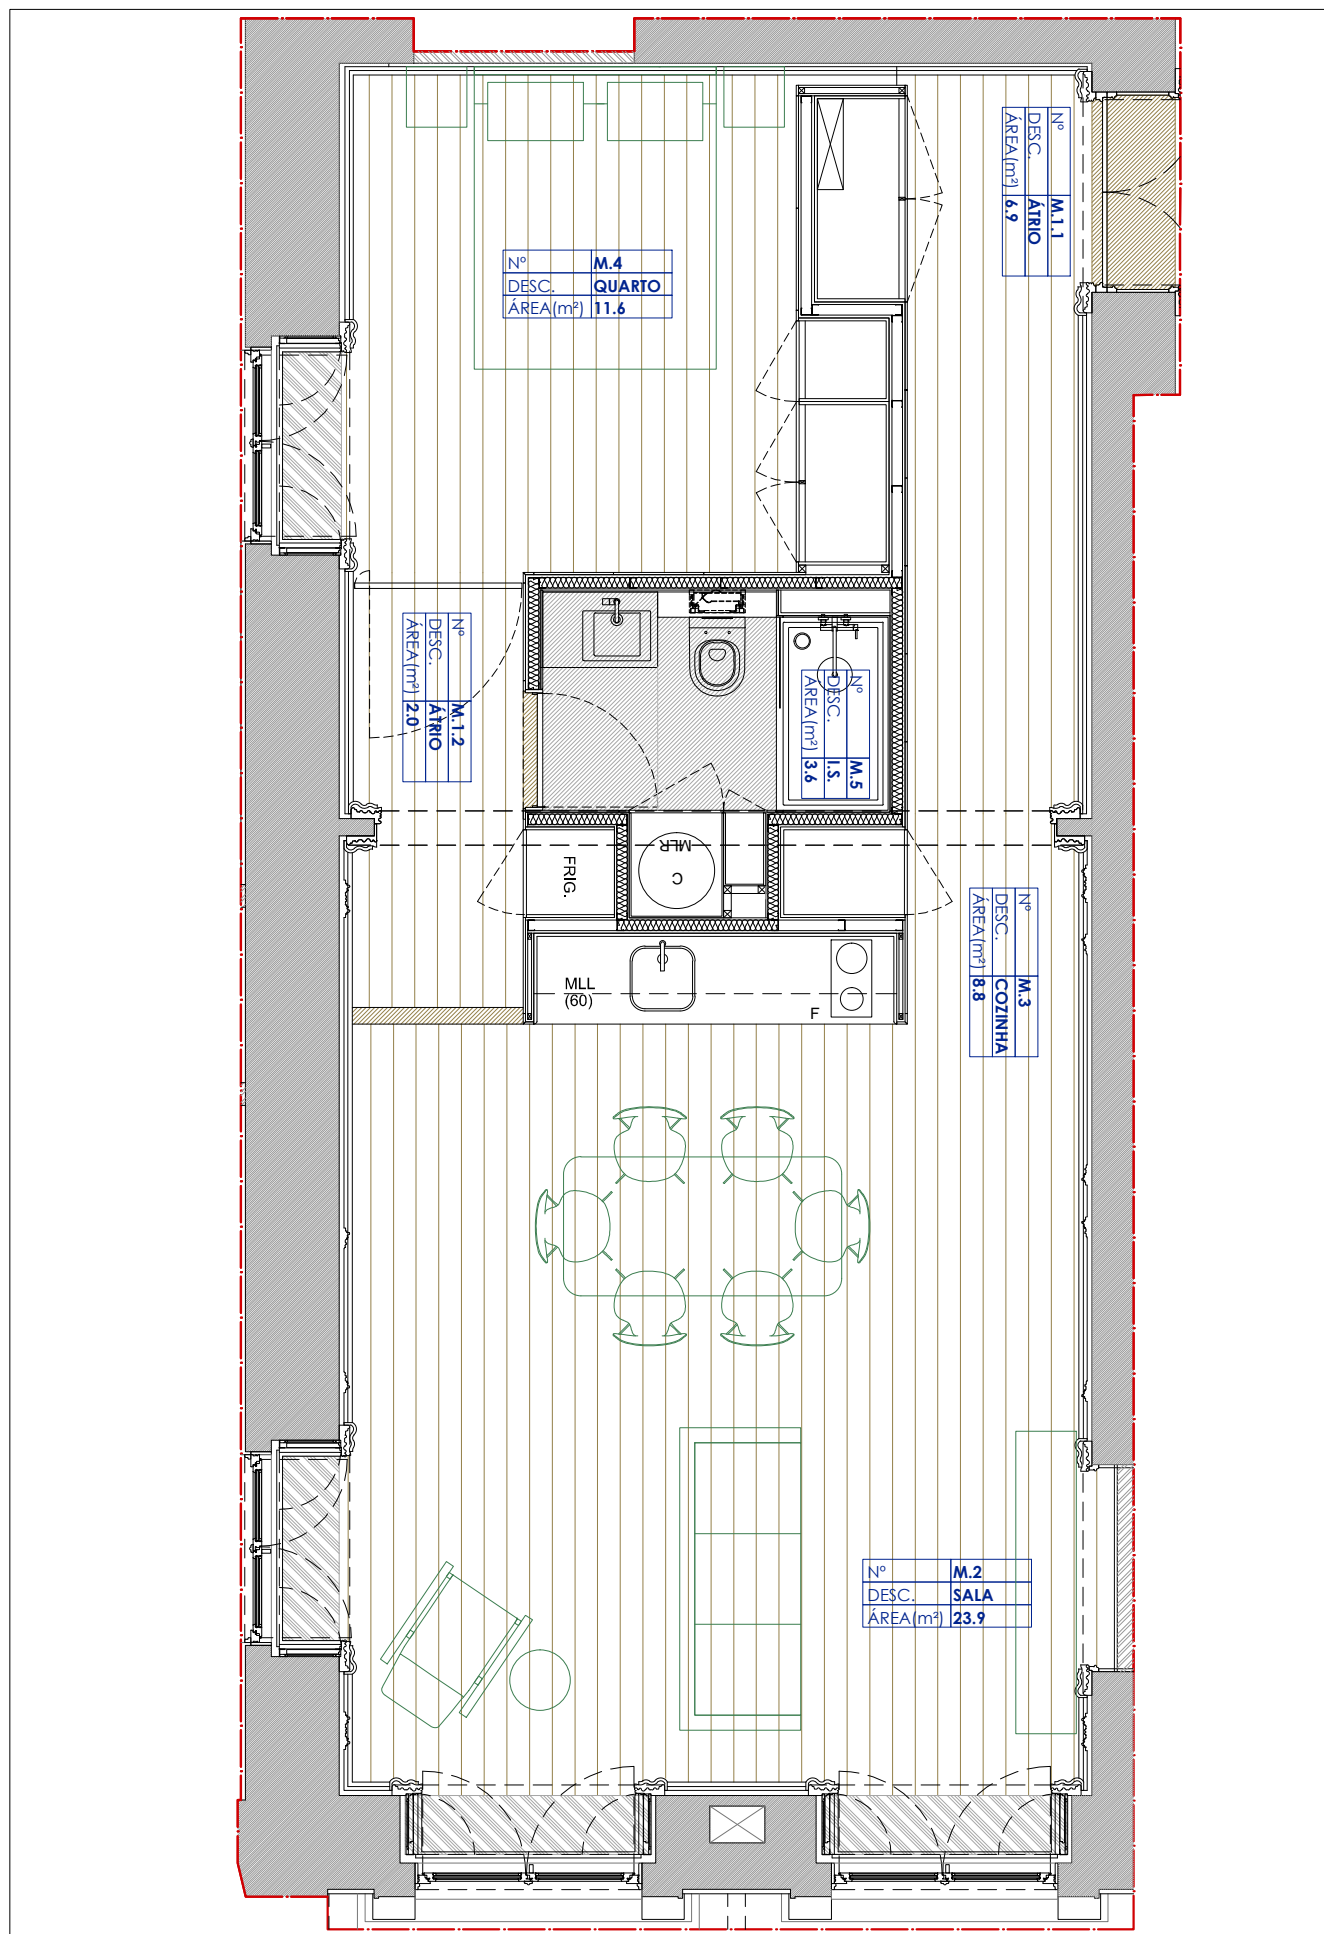 Nº M.1.1
DESC. ÁTRIO
ÁREA(m²) 6.9
Nº M.4
DESC. QUARTO
ÁREA(m²) 11.6
Nº M.1.2
DESC. ÁTRIO
ÁREA(m²) 2.0
Nº M.5
DESC. I.S.
ÁREA(m²) 3.6
FRIG.
MLR
C
Nº M.3
DESC. COZINHA
ÁREA(m²) 8.8
MLL
(60)
F
Nº M.2
DESC. SALA
ÁREA(m²) 23.9